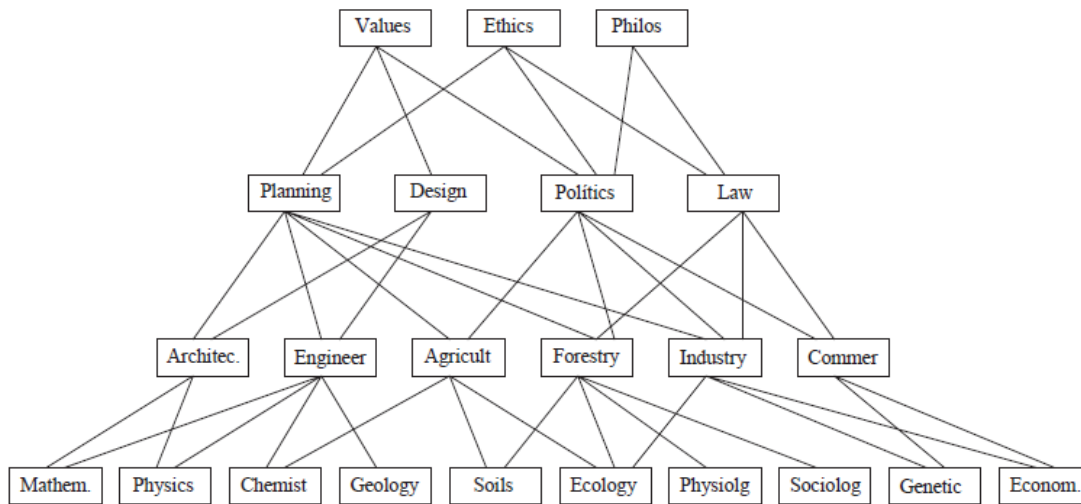 Values Ethics Philos
Planning Design Polítics Law
Architec. Engineer Agricult Forestry Industry Commer
Mathem. Physics Chemist Geology Soils Ecology Physiolg Sociolog Genetic Econom.